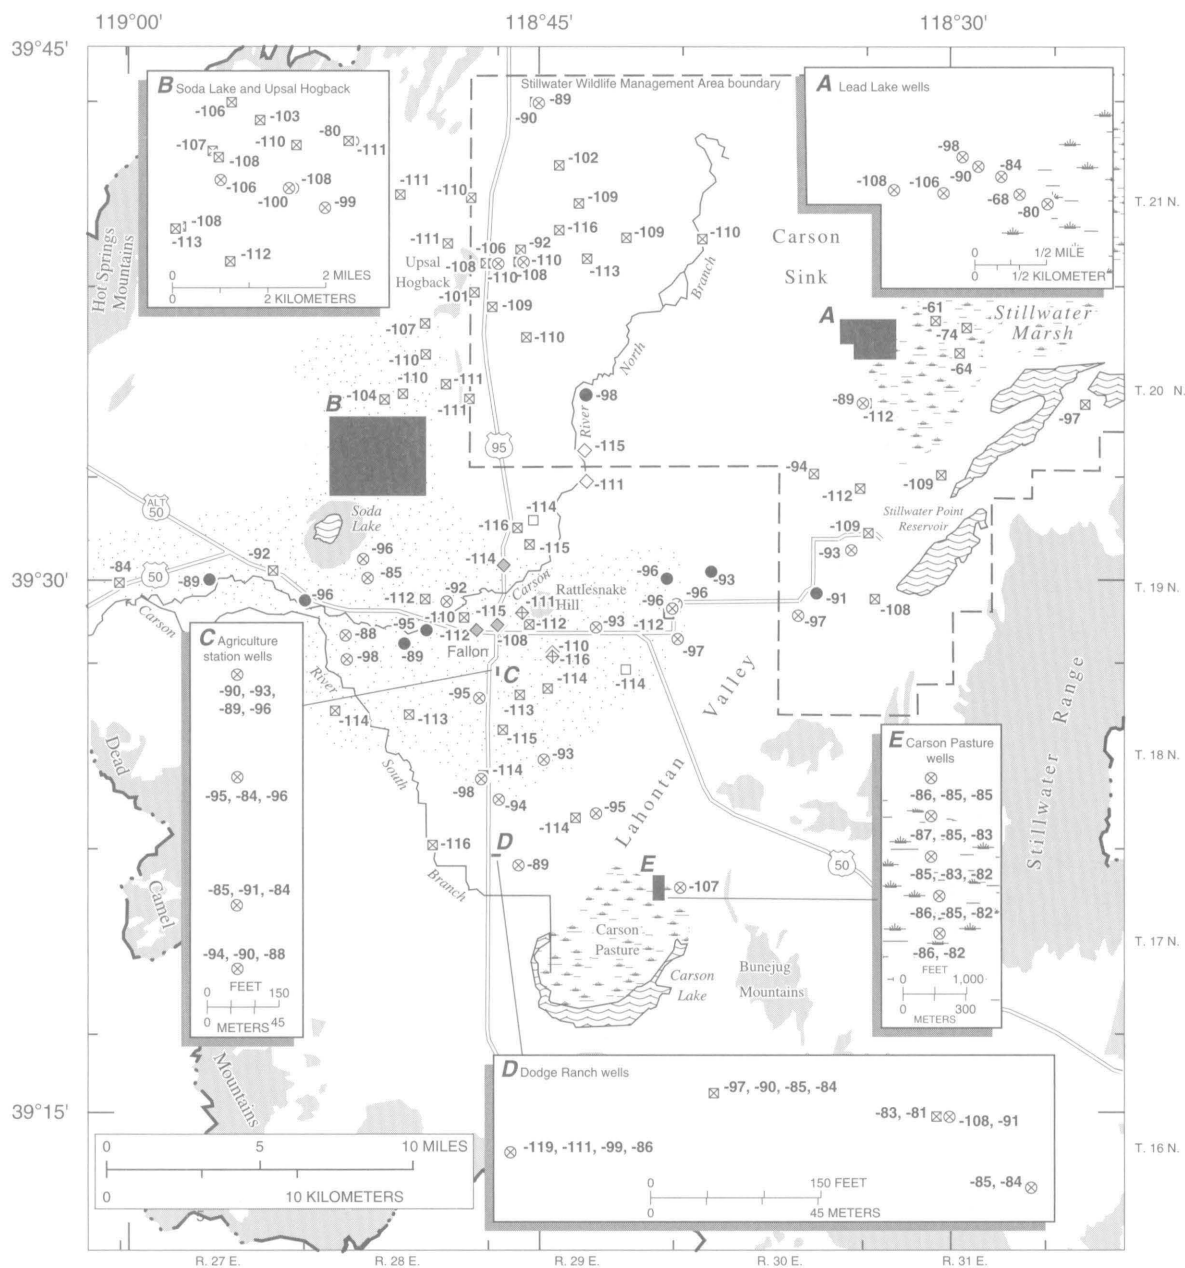 119°00'
118°45'
118°30'
39°45'
B Soda Lake and Upsal Hogback
-106
-103
-80
-107
-110
-111
-108
-106
-108
-100
-99
-108
-113
-112
0
2 MILES
0
2 KILOMETERS
Stillwater Wildlife Management Area boundary
-89
-90
A Lead Lake wells
-98
-84
-90
-108
-106
-68
-80
0
1/2 MILE
0
1/2 KILOMETER
Hot Springs
Mountains
-102
-111
-110
-109
T. 21 N.
-116
-109
-110
Carson
Sink
-111
-106
-92
Upsal
Hogback
-108
-110
-110
-108
-113
Branch
-101
-109
-107
-110
North
A
-61
-74
-64
Stillwater
Marsh
-110
-110
-111
-104
-111
-98
T. 20 N.
-89
-112
-97
B
River
95
-115
-111
-94
-112
-109
ALT
50
Soda
Lake
-114
-116
-115
-109
-93
Stillwater Point
Reservoir
-92
-96
-85
-114
39°30'
-84
50
-89
-96
-96
-93
T. 19 N.
Carson
-112
-92
Carson
Rattlesnake
Hill
-96
-96
-91
-108
-110
-115
-111
-112
-93
-112
-97
Carson
-95
-88
-98
-89
-112
-108
Fallon
-97
-110
-116
-114
C
River
-95
-114
-113
-114
-113
-115
Valley
C Agriculture
station wells
-90, -93,
-89, -96
-95, -84, -96
-85, -91, -84
-94, -90, -88
0
FEET
150
0
METERS
45
Dead
Camel
Mountains
South
-114
-98
-94
-93
-95
-114
Lahontan
T. 18 N.
Stillwater Range
-116
Branch
D
-89
E
-107
50
E Carson Pasture
wells
-86, -85, -85
-87, -85, -83
-85, -83, -82
-86, -85, -82
-86, -82
FEET
0
1,000
0
300
METERS
Carson
Pasture
Carson
Lake
Bunejug
Mountains
T. 17 N.
39°15'
D Dodge Ranch wells
-97, -90, -85, -84
-83, -81
-108, -91
-119, -111, -99, -86
-85, -84
0
150 FEET
0
45 METERS
T. 16 N.
0
5
10 MILES
0
10 KILOMETERS
5
R. 27 E.
R. 28 E.
R. 29 E.
R. 30 E.
R. 31 E.